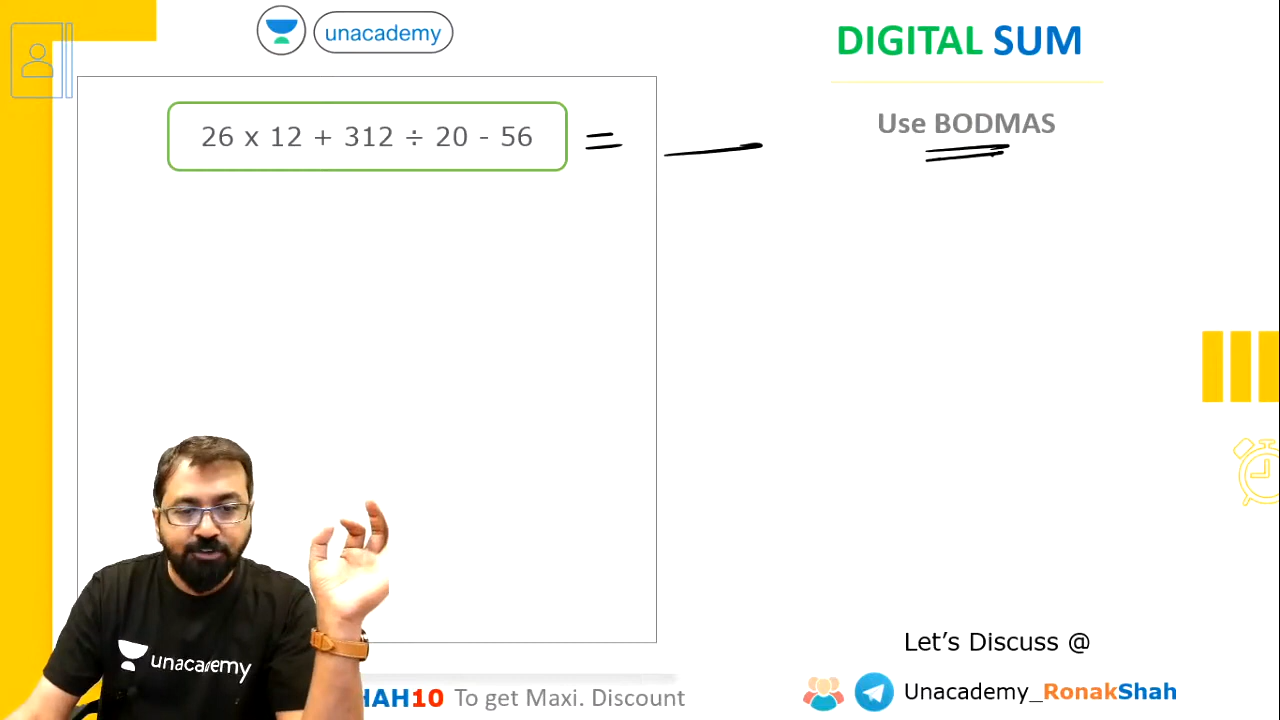 unacademy
DIGITAL SUM
26 x 12 + 312 ÷ 20 - 56 = __
Use BODMAS
unacademy
Let’s Discuss @
HAH10 To get Maxi. Discount
Unacademy_RonakShah